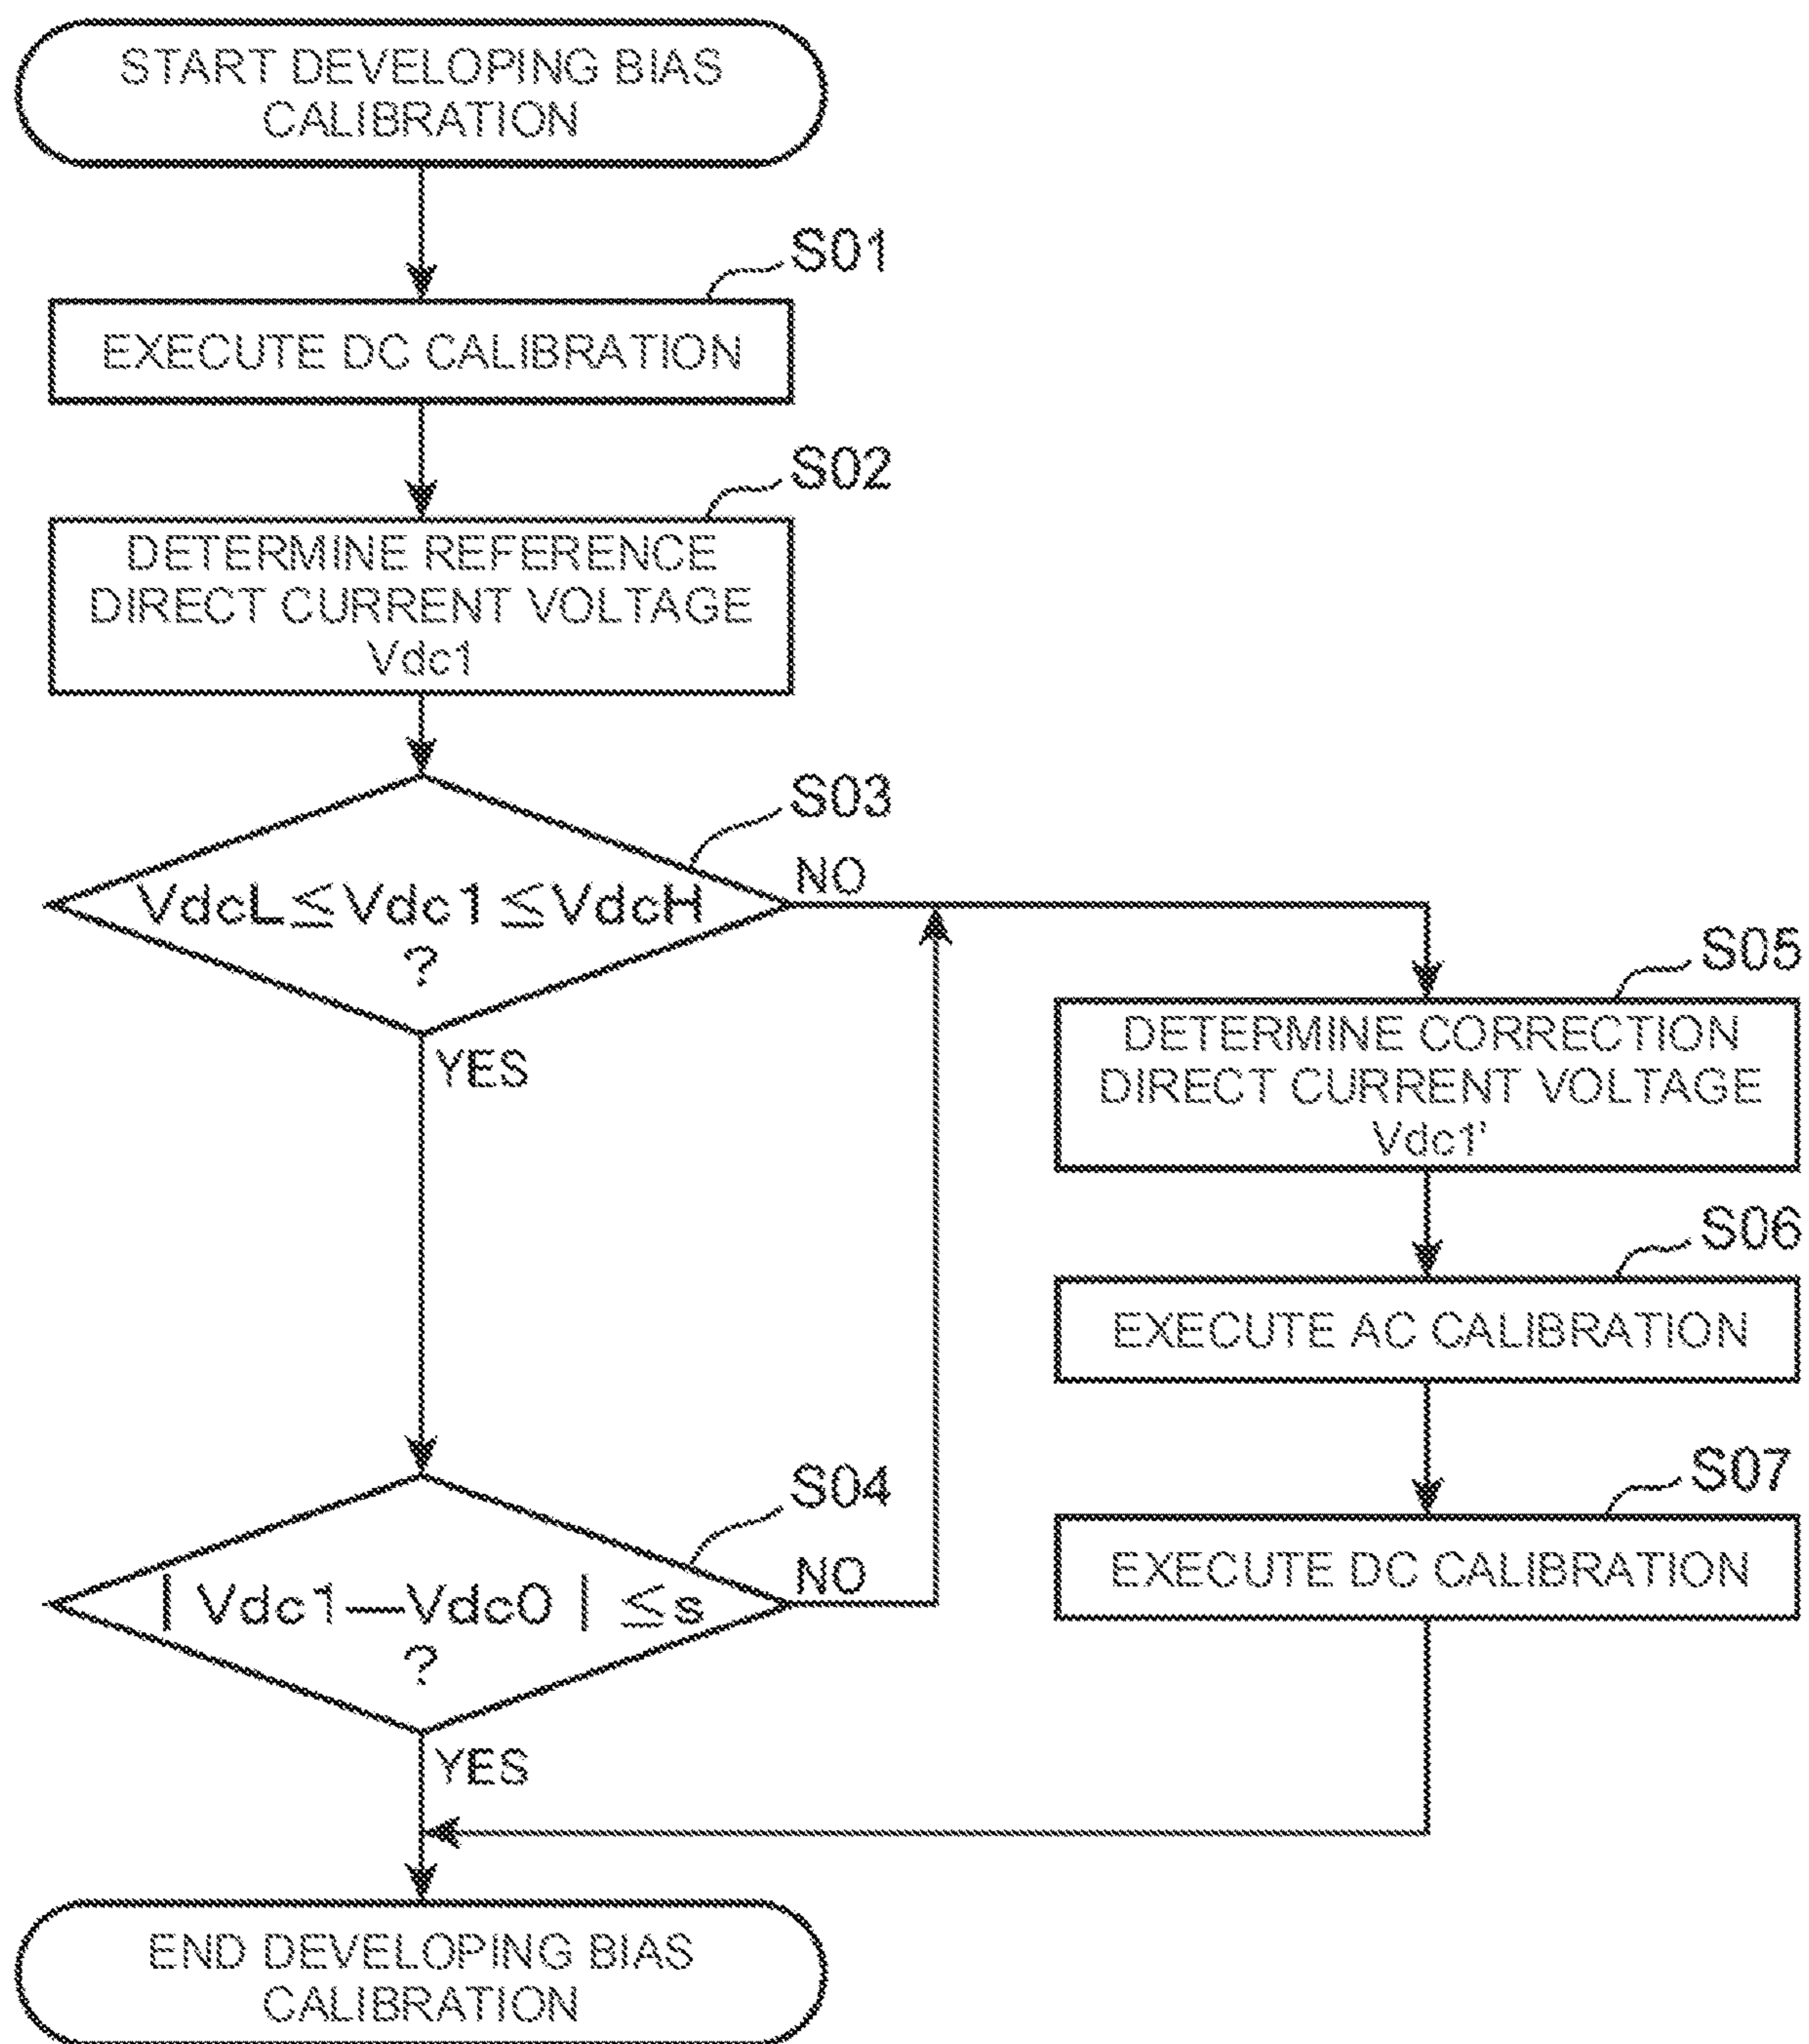 START DEVELOPING BIAS
CALIBRATION
S01
EXECUTE DC CALIBRATION
S02
DETERMINE REFERENCE
DIRECT CURRENT VOLTAGE
Vdc1
S03
VdcL≦Vdc1≦VdcH
?
NO
YES
S04
| Vdc1—Vdc0 | ≦s
?
NO
YES
S05
DETERMINE CORRECTION
DIRECT CURRENT VOLTAGE
Vdc1'
S06
EXECUTE AC CALIBRATION
S07
EXECUTE DC CALIBRATION
END DEVELOPING BIAS
CALIBRATION